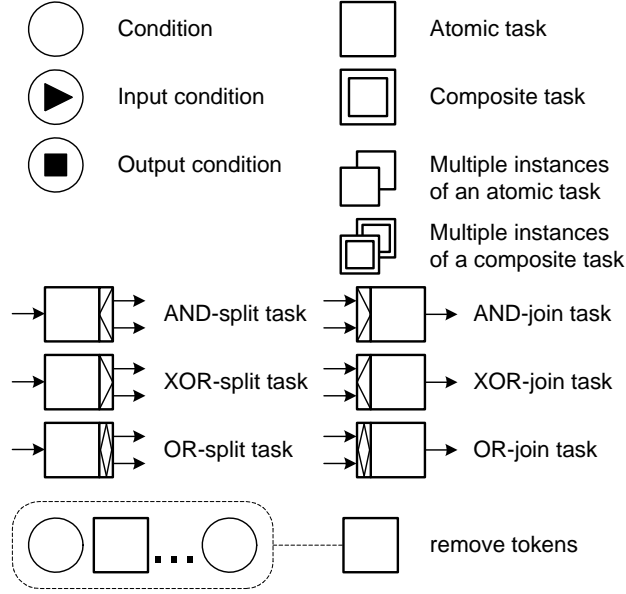 Condition
Atomic task
Input condition
Composite task
Output condition
Multiple instances
of an atomic task
Multiple instances
of a composite task
AND-split task
AND-join task
XOR-split task
XOR-join task
OR-split task
OR-join task
remove tokens